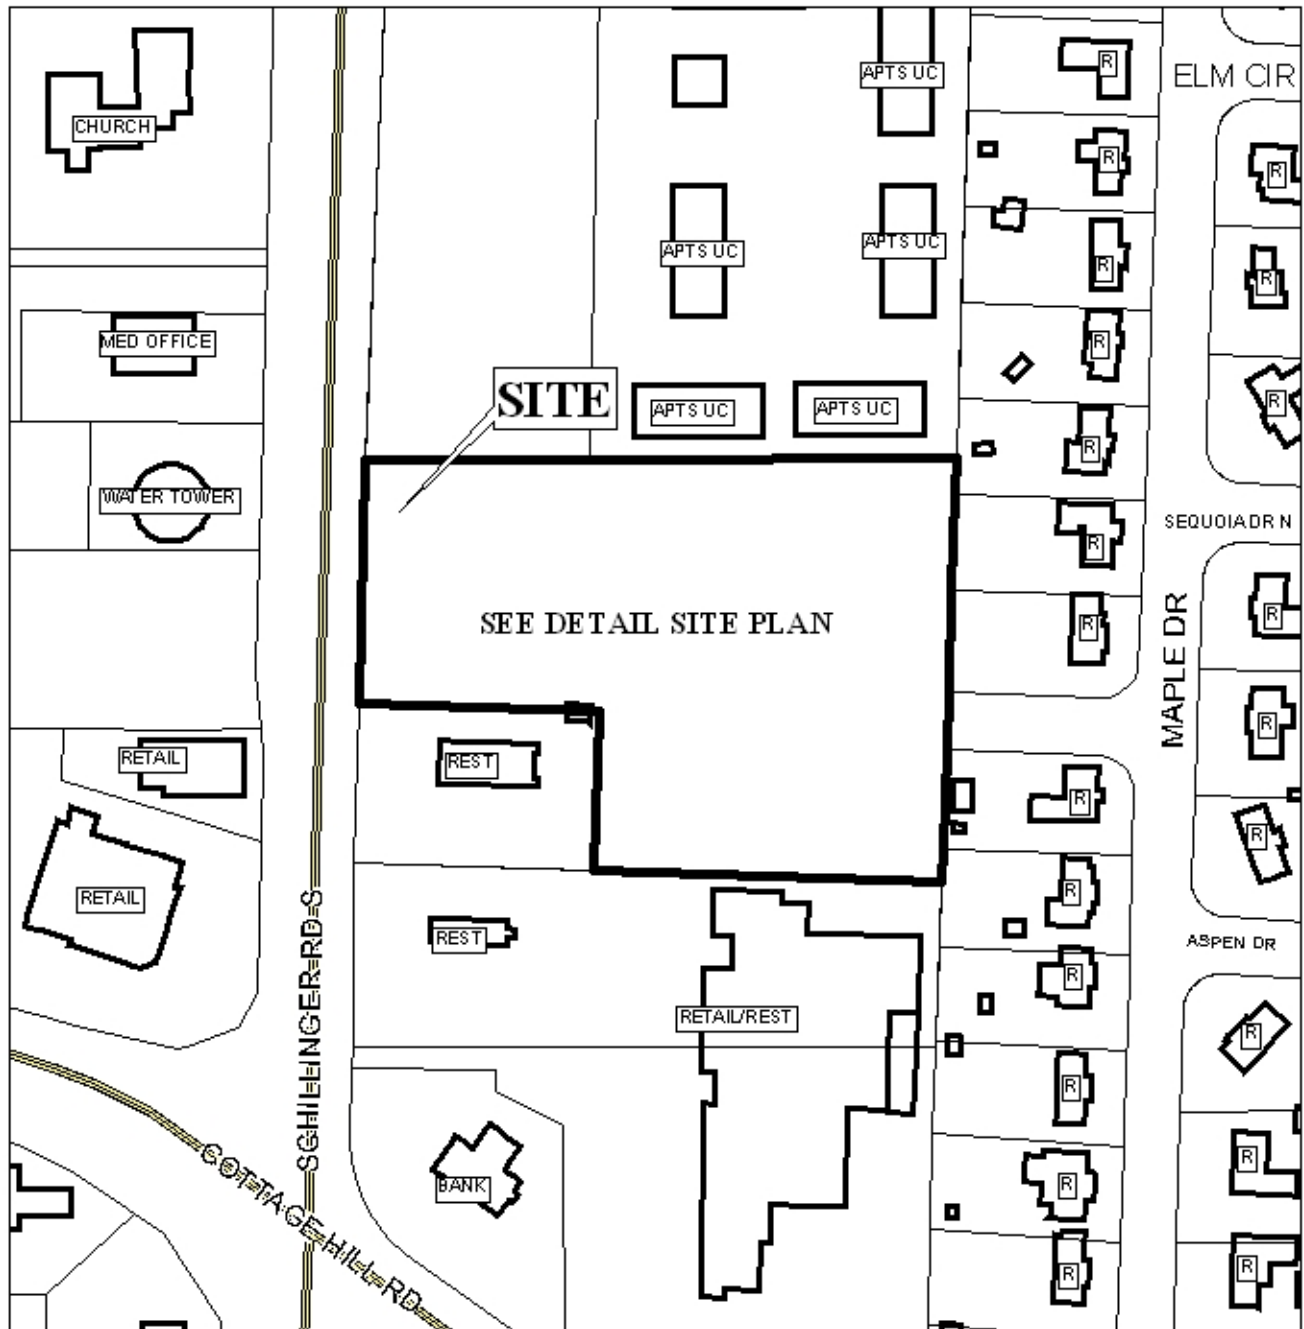 APTS UC
R
ELM CIR
CHURCH
R
R
APTS UC
APTS UC
R
R
MED OFFICE
R
SITE
APTS UC
APTS UC
R
R
WATER TOWER
SEQUOIA DR N
R
SEE DETAIL SITE PLAN
R
R
MAPLE DR
R
RETAIL
REST
R
R
RETAIL
R
REST
ASPEN DR
R
SCHILLINGER RD S
RETAIL/REST
R
R
COTTAGE HILL RD
BANK
R
R
R
R